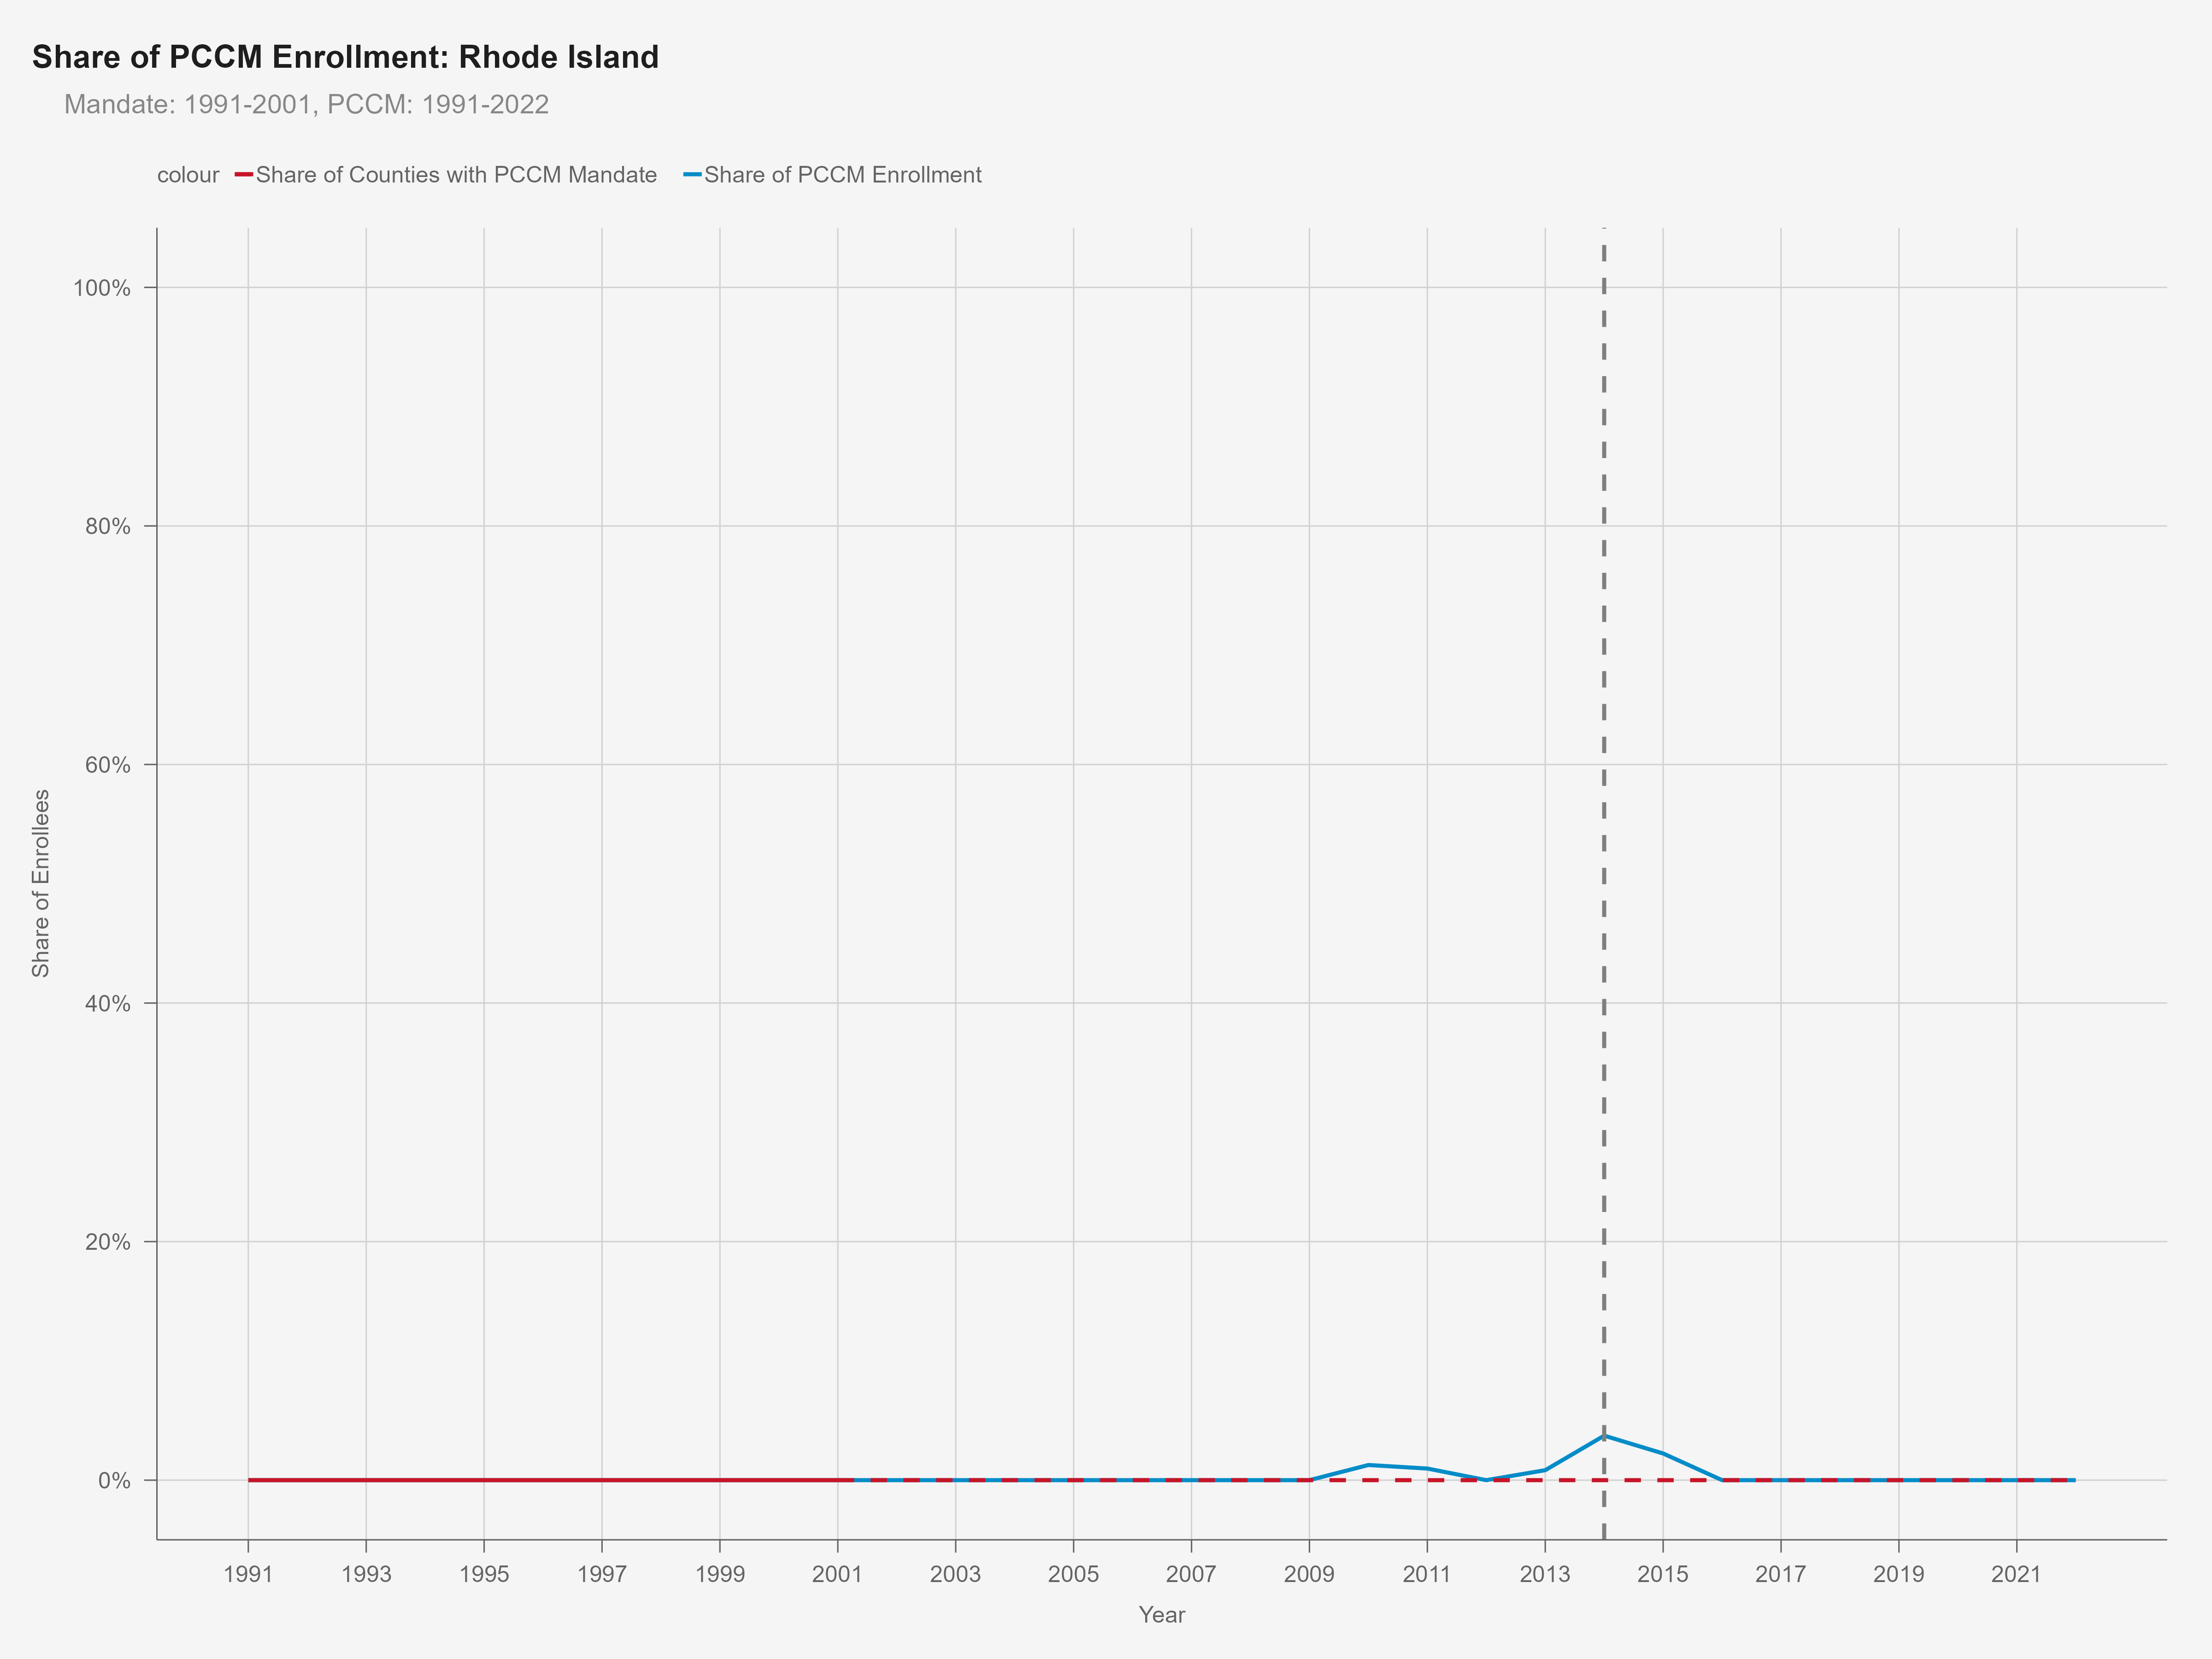 Share of PCCM Enrollment: Rhode Island
Mandate: 1991-2001, PCCM: 1991-2022
colour Share of Counties with PCCM Mandate Share of PCCM Enrollment
Share of Enrollees
100%
80%
60%
40%
20%
0%
1991 1993 1995 1997 1999 2001 2003 2005 2007 2009 2011 2013 2015 2017 2019 2021
Year